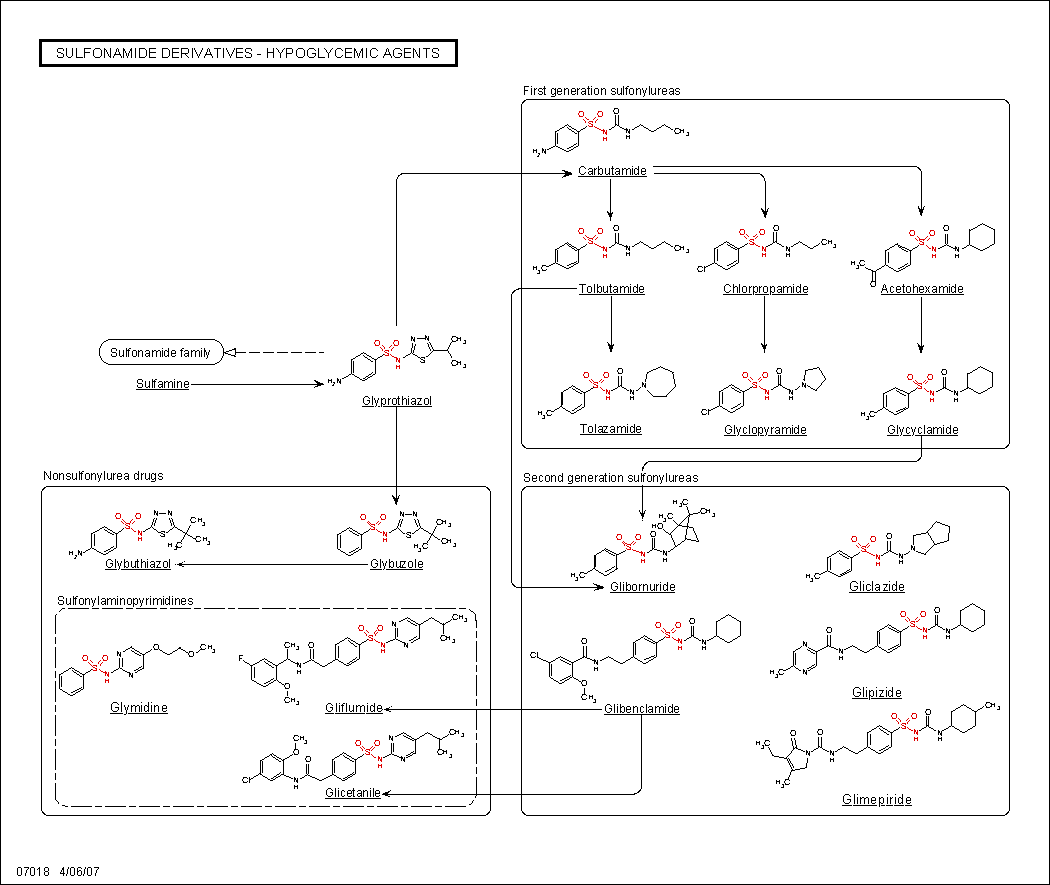 SULFONAMIDE DERIVATIVES - HYPOGLYCEMIC AGENTS
First generation sulfonylureas
Carbutamide
Tolbutamide
Chlorpropamide
Acetohexamide
Sulfonamide family
Sulfamine
Glyprothiazol
Tolazamide
Glyclopyramide
Glycyclamide
Nonsulfonylurea drugs
Second generation sulfonylureas
Glybuthiazol
Glybuzole
Glibornuride
Gliclazide
Sulfonylaminopyrimidines
Glymidine
Gliflumide
Glibenclamide
Glipizide
Glicetanile
Glimepiride
07018 4/06/07